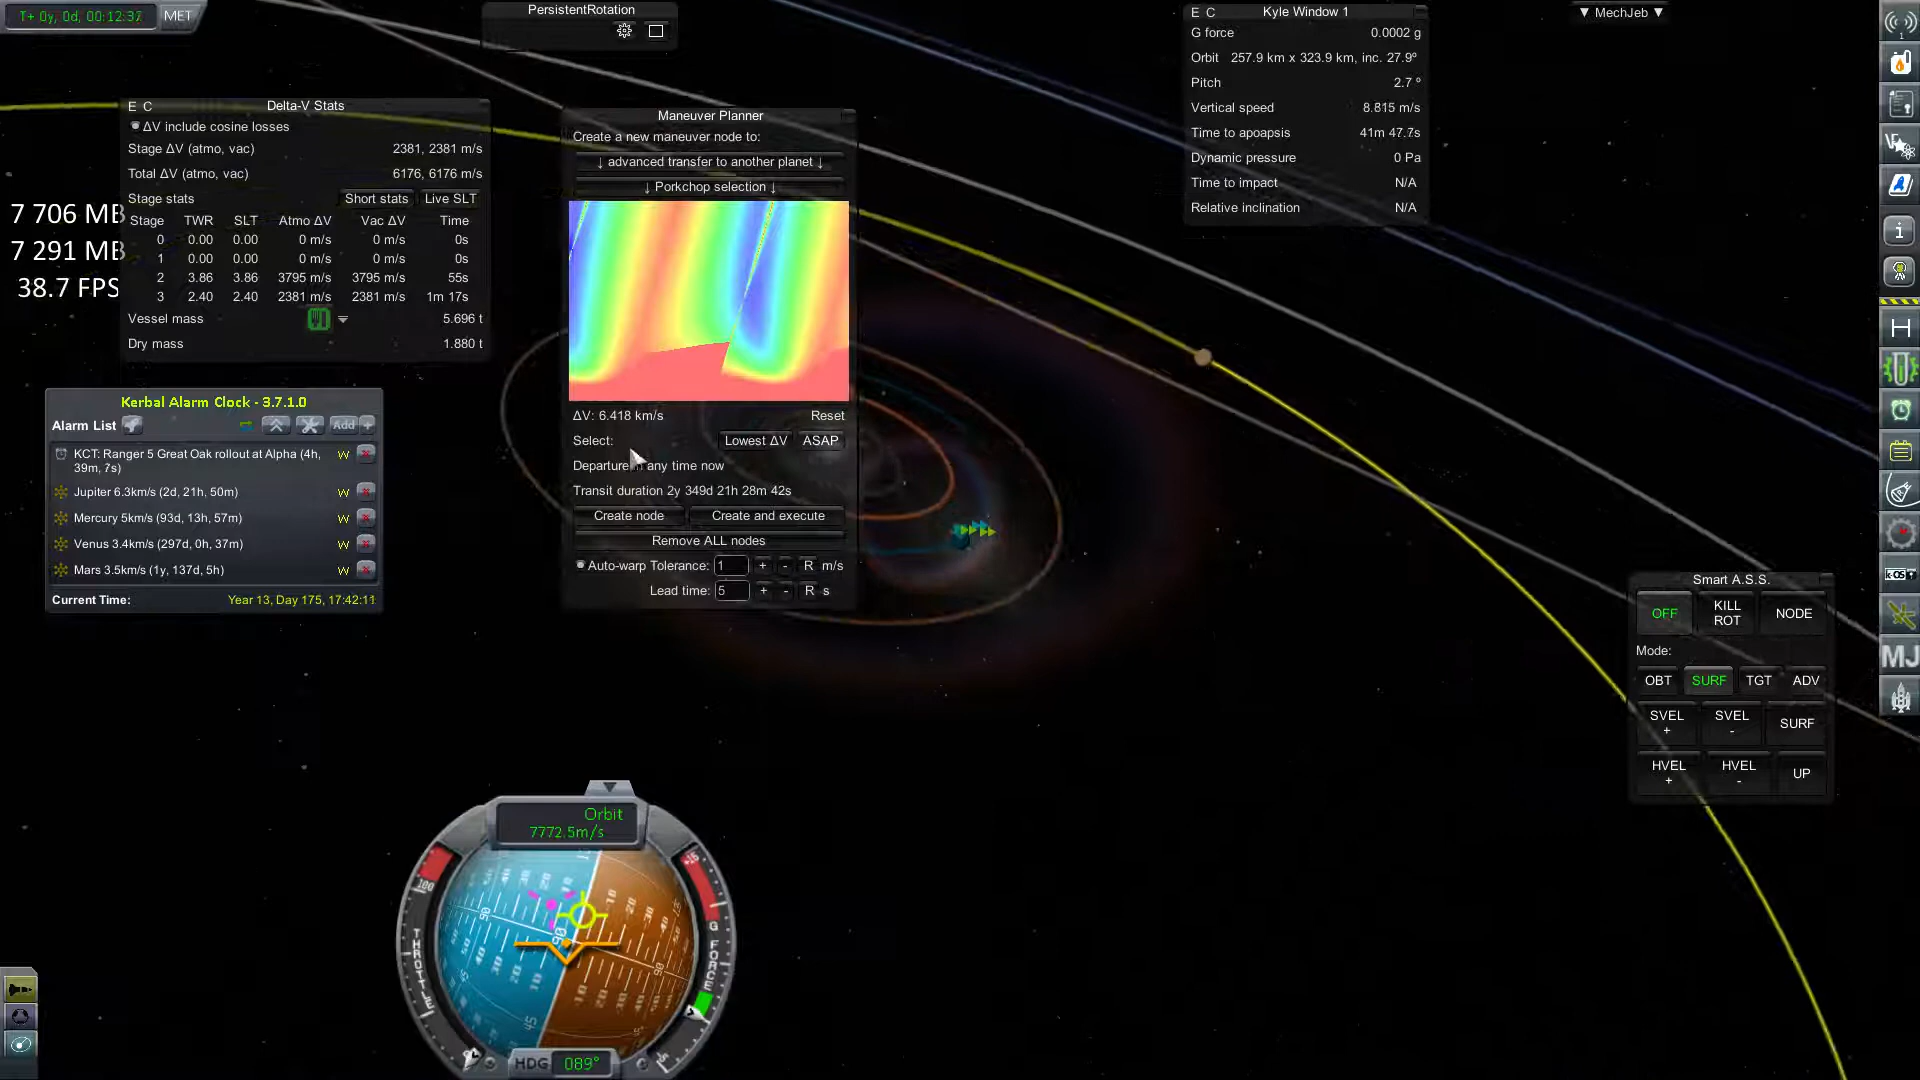 T+ 0y, 0d, 00:12:37 MET
PersistentRotation
E C Kyle Window 1
G force 0.0002 g
Orbit 257.9 km x 323.9 km, inc. 27.9º
Pitch 2.7 º
Vertical speed 8.815 m/s
Time to apoapsis 41m 47.7s
Dynamic pressure 0 Pa
Time to impact N/A
Relative inclination N/A
▼ MechJeb ▼
7 706 MB
7 291 MB
38.7 FPS
E C Delta-V Stats
ΔV include cosine losses
Stage ΔV (atmo, vac) 2381, 2381 m/s
Total ΔV (atmo, vac) 6176, 6176 m/s
Stage stats Short stats Live SLT
Stage TWR SLT Atmo ΔV Vac ΔV Time
0 0.00 0.00 0 m/s 0 m/s 0s
1 0.00 0.00 0 m/s 0 m/s 0s
2 3.86 3.86 3795 m/s 3795 m/s 55s
3 2.40 2.40 2381 m/s 2381 m/s 1m 17s
Vessel mass 5.696 t
Dry mass 1.880 t
Maneuver Planner
Create a new maneuver node to:
↓ advanced transfer to another planet ↓
↓ Porkchop selection ↓
ΔV: 6.418 km/s Reset
Select: Lowest ΔV ASAP
Departure in any time now
Transit duration 2y 349d 21h 28m 42s
Create node Create and execute
Remove ALL nodes
Auto-warp Tolerance: 1 + - R m/s
Lead time: 5 + - R s
Kerbal Alarm Clock - 3.7.1.0
Alarm List Add +
KCT: Ranger 5 Great Oak rollout at Alpha (4h,
39m, 7s) W
Jupiter 6.3km/s (2d, 21h, 50m) W
Mercury 5km/s (93d, 13h, 57m) W
Venus 3.4km/s (297d, 0h, 37m) W
Mars 3.5km/s (1y, 137d, 5h) W
Current Time: Year 13, Day 175, 17:42:11
Smart A.S.S.
OFF KILL ROT NODE
Mode:
OBT SURF TGT ADV
SVEL + SVEL - SURF
HVEL + HVEL - UP
kOS
MJ
Orbit
7772.5m/s
THROTTLE
G FORCE
HDG 089°